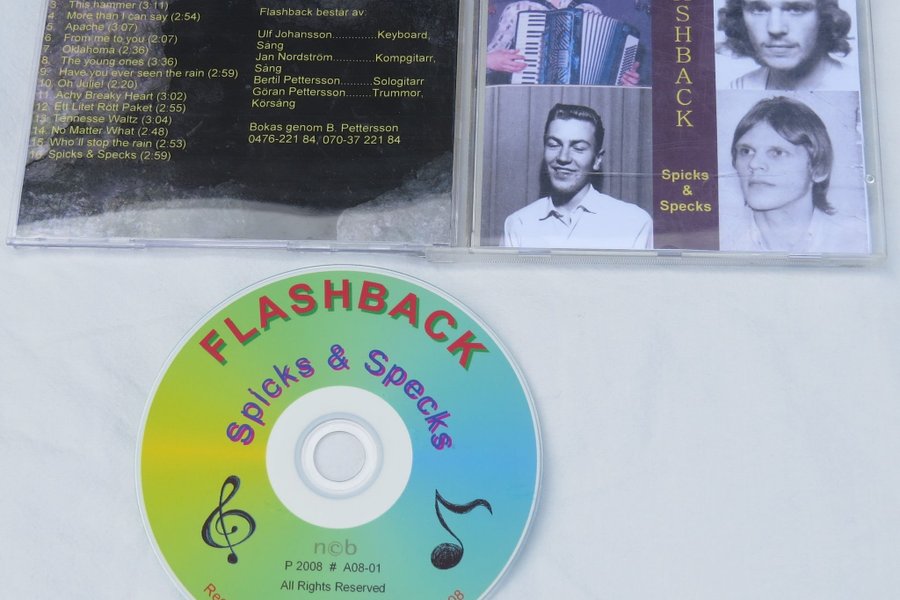 3. This hammer (3:11)
4. More than I can say (2:54)
5. Apache (3.07)
6. From me to you (2:07)
7. Oklahoma (2.36)
8. The young ones (3:36)
9. Have you ever seen the rain (2:59)
10. Oh Julie! (2:20)
11. Achy Breaky Heart (3:02)
12. Ett Litet Rött Paket (2:55)
13. Tennesse Waltz (3:04)
14. No Matter What (2:48)
15. Who´ll stop the rain (2:53)
16. Spicks & Specks (2:59)
Flashback består av:
Ulf Johansson.............Keyboard,
Sång
Jan Nordström............Kompgitarr,
Sång
Bertil Pettersson.........Sologitarr
Göran Pettersson........Trummor,
Körsång
Bokas genom B. Pettersson
0476-221 84, 070-37 221 84
SHBACK
Spicks
&
Specks
FLASHBACK
Spicks & Specks
n©b
P 2008 # A08-01
All Rights Reserved